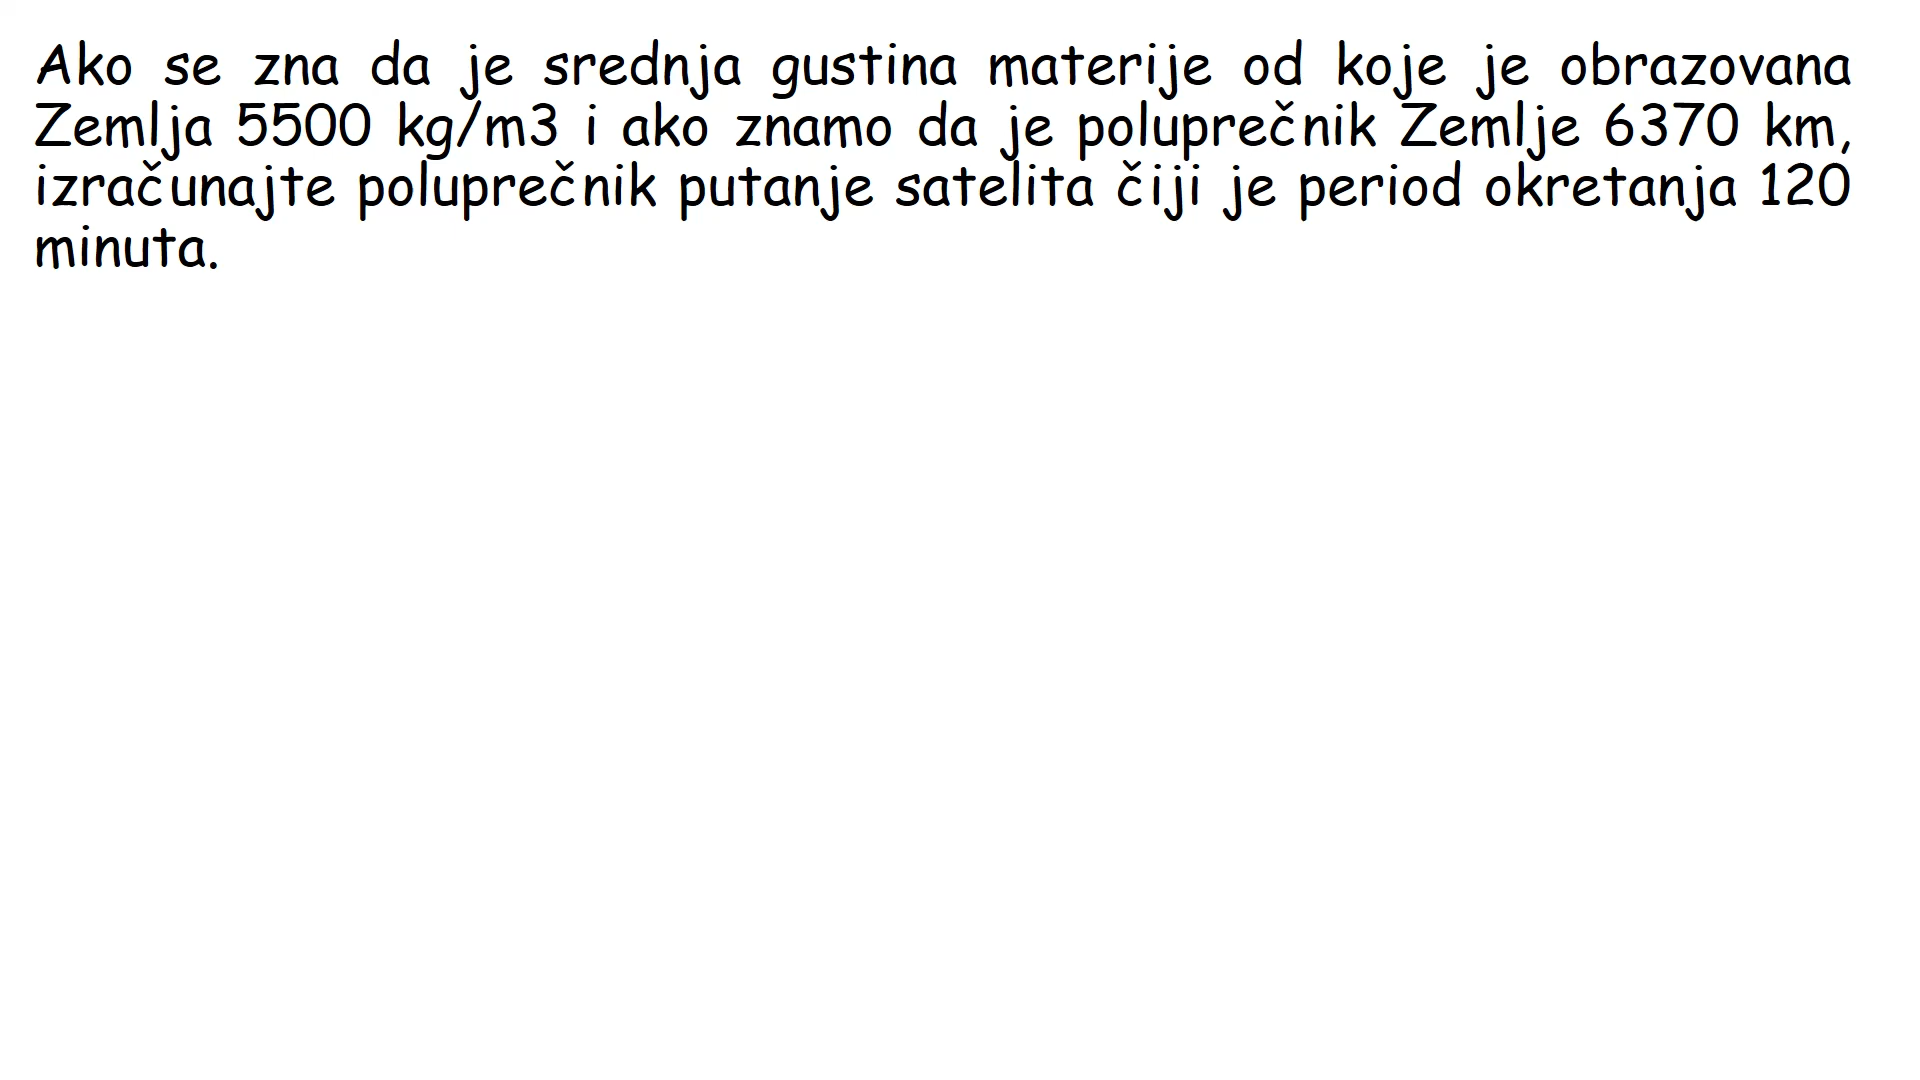 Ako se zna da je srednja gustina materije od koje je obrazovana
Zemlja 5500 kg/m3 i ako znamo da je poluprečnik Zemlje 6370 km,
izračunajte poluprečnik putanje satelita čiji je period okretanja 120
minuta.